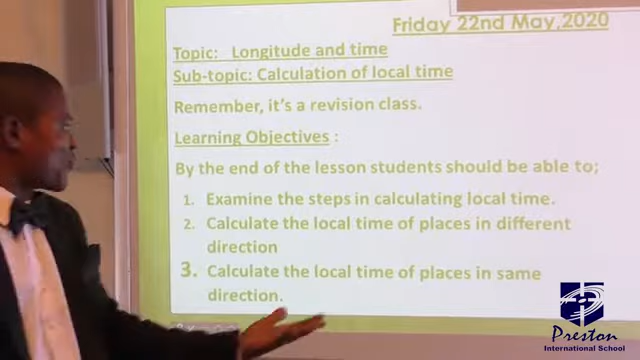 Friday 22nd May,2020
Topic: Longitude and time
Sub-topic: Calculation of local time
Remember, it's a revision class.
Learning Objectives :
By the end of the lesson students should be able to;
1. Examine the steps in calculating local time.
2. Calculate the local time of places in different
direction
3. Calculate the local time of places in same
direction.
Preston
International School